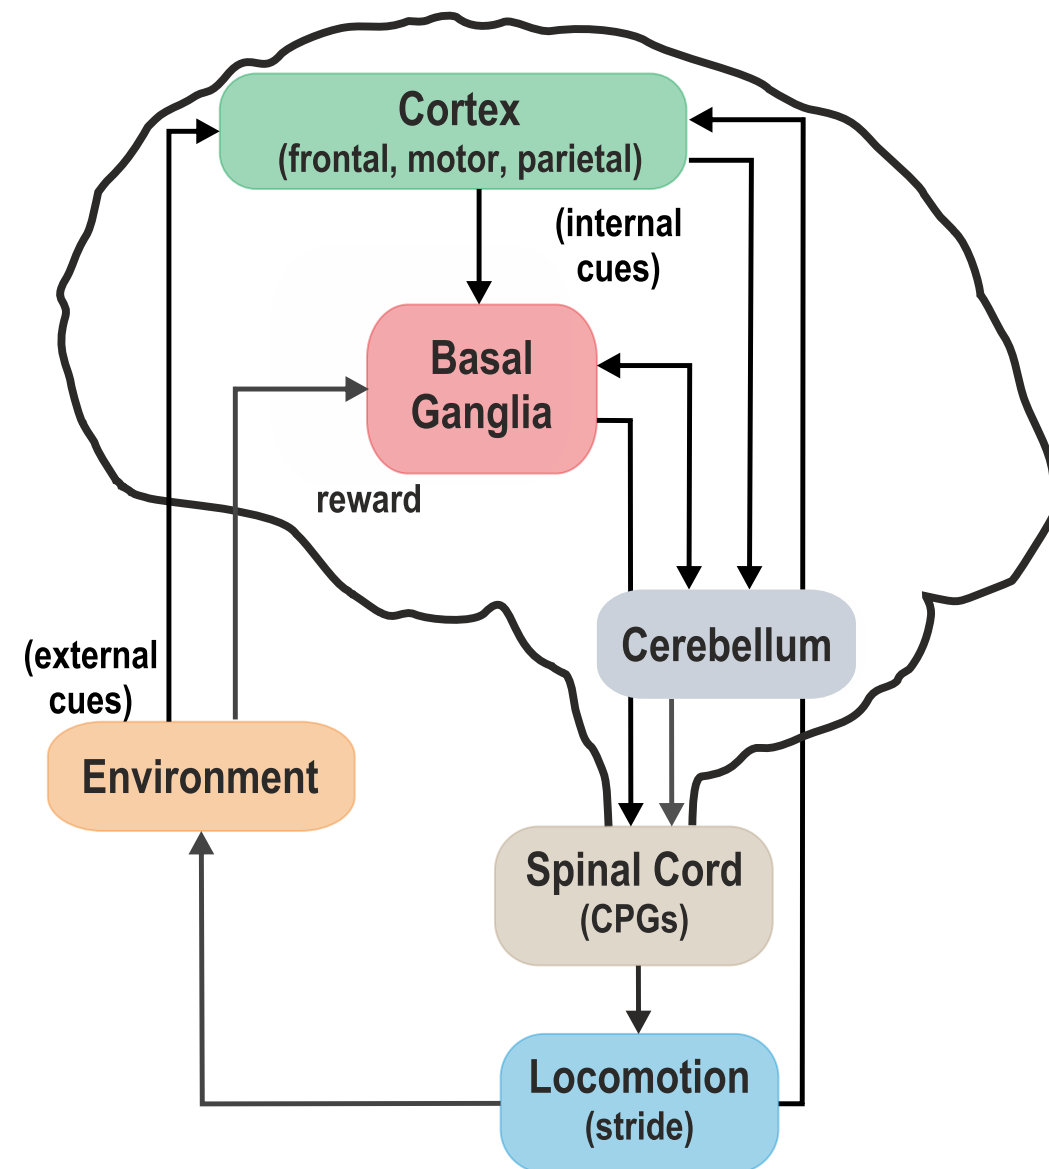 Cortex
(frontal, motor, parietal)
(internal
cues)
Basal
Ganglia
reward
Cerebellum
(external
cues)
Environment
Spinal Cord
(CPGs)
Locomotion
(stride)